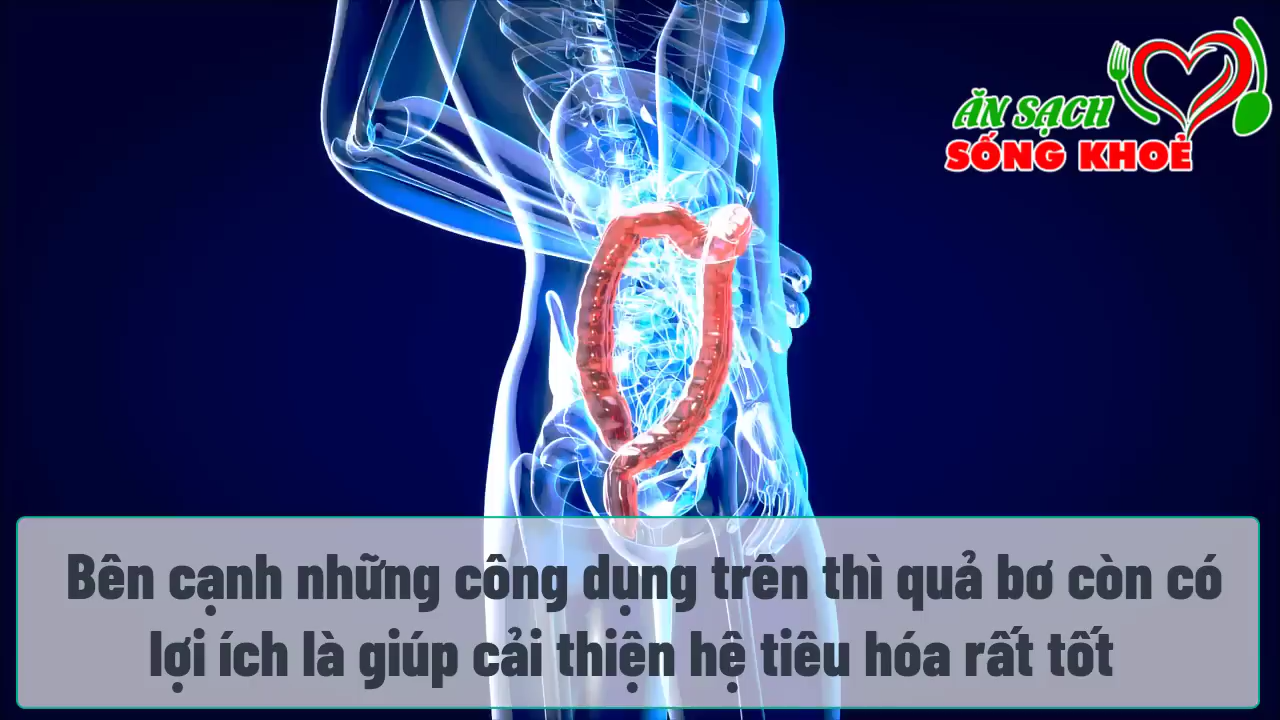 ĂN SẠCH
SỐNG KHOẺ
Bên cạnh những công dụng trên thì quả bơ còn có
lợi ích là giúp cải thiện hệ tiêu hóa rất tốt